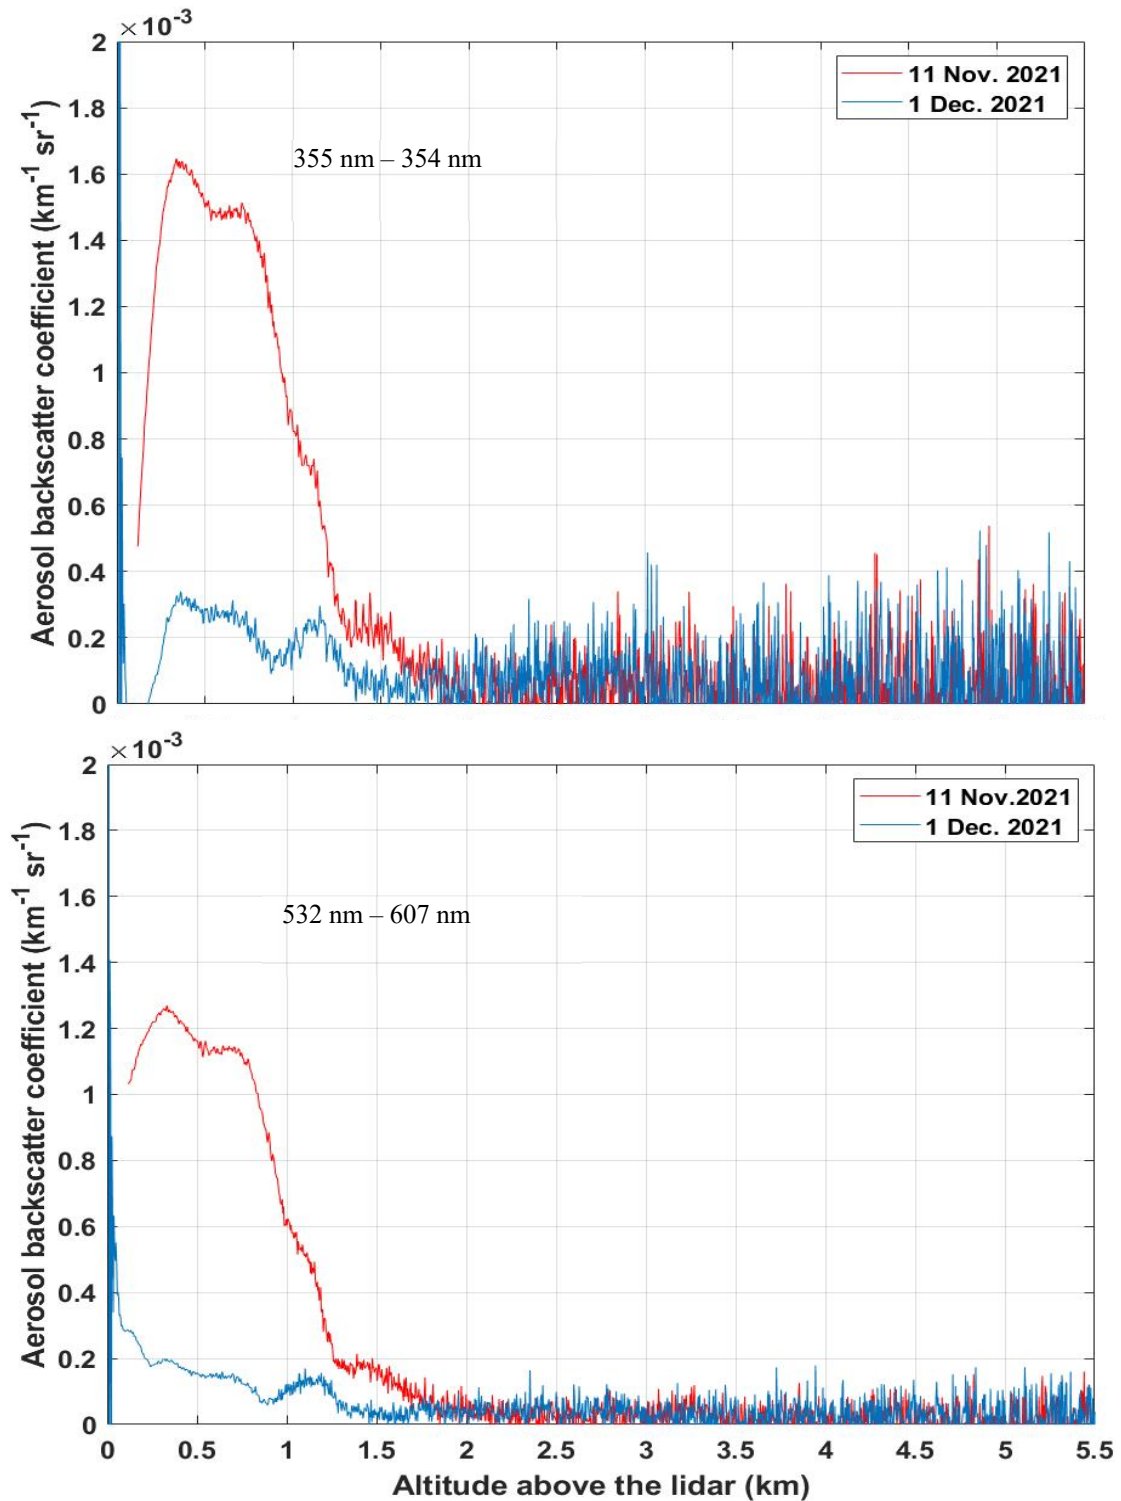 ×10-3
2
1.8
1.6
1.4
1.2
1
0.8
0.6
0.4
0.2
0
Aerosol backscatter coefficient (km-1 sr-1)
11 Nov. 2021
1 Dec. 2021
355 nm – 354 nm
×10-3
2
1.8
1.6
1.4
1.2
1
0.8
0.6
0.4
0.2
0
Aerosol backscatter coefficient (km-1 sr-1)
11 Nov.2021
1 Dec. 2021
532 nm – 607 nm
0 0.5 1 1.5 2 2.5 3 3.5 4 4.5 5 5.5
Altitude above the lidar (km)